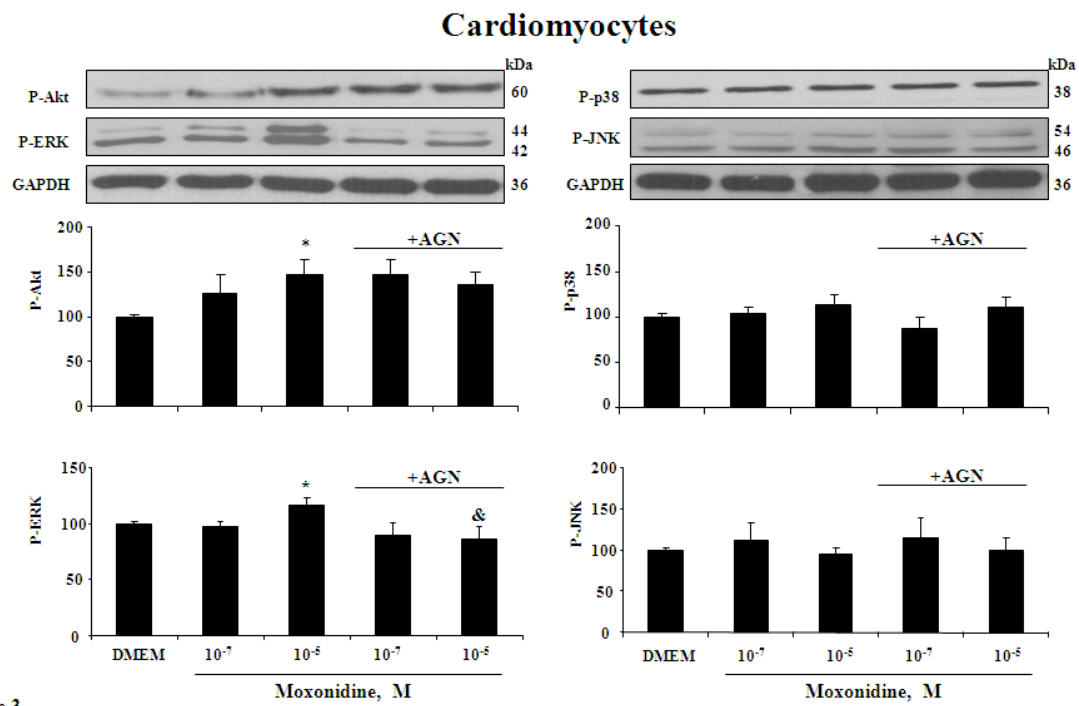 Cardiomyocytes
kDa
P-Akt
60
P-ERK
44
42
GAPDH
36
kDa
P-p38
38
P-JNK
54
46
GAPDH
36
P-Akt
200
150
100
50
0
*
+AGN
P-p38
200
150
100
50
0
+AGN
P-ERK
150
100
50
0
*
+AGN
&
DMEM 10⁻⁷ 10⁻⁵ 10⁻⁷ 10⁻⁵
Moxonidine, M
P-JNK
200
150
100
50
0
+AGN
DMEM 10⁻⁷ 10⁻⁵ 10⁻⁷ 10⁻⁵
Moxonidine, M